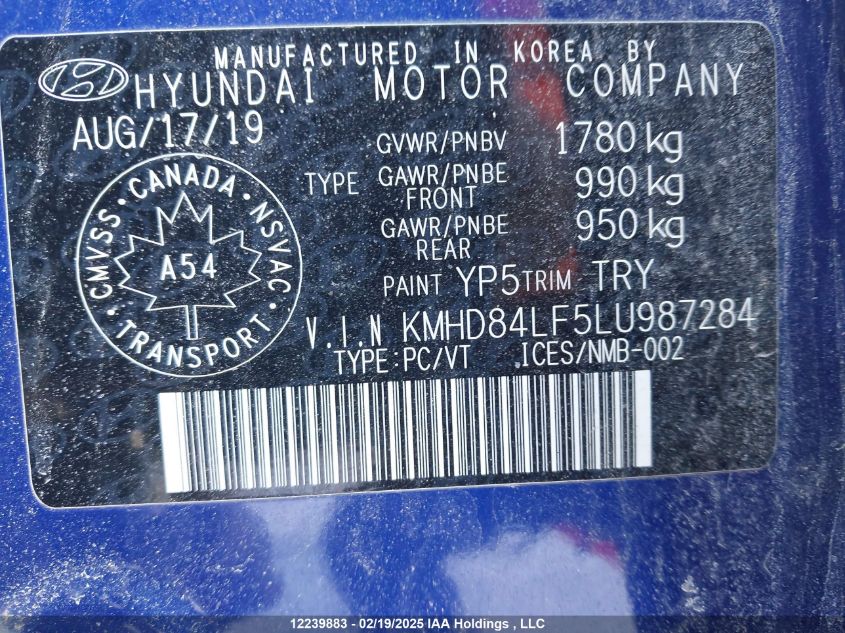 MANUFACTURED IN KOREA BY
HYUNDAI MOTOR COMPANY
AUG/17/19
GVWR/PNBV 1780 kg
TYPE GAWR/PNBE FRONT 990 kg
GAWR/PNBE REAR 950 kg
PAINT YP5 TRIM TRY
CMVSS · CANADA · NSVAC · TRANSPORT ·
A54
V.I.N KMHD84LF5LU987284
TYPE:PC/VT ICES/NMB-002
12239883 - 02/19/2025 IAA Holdings , LLC